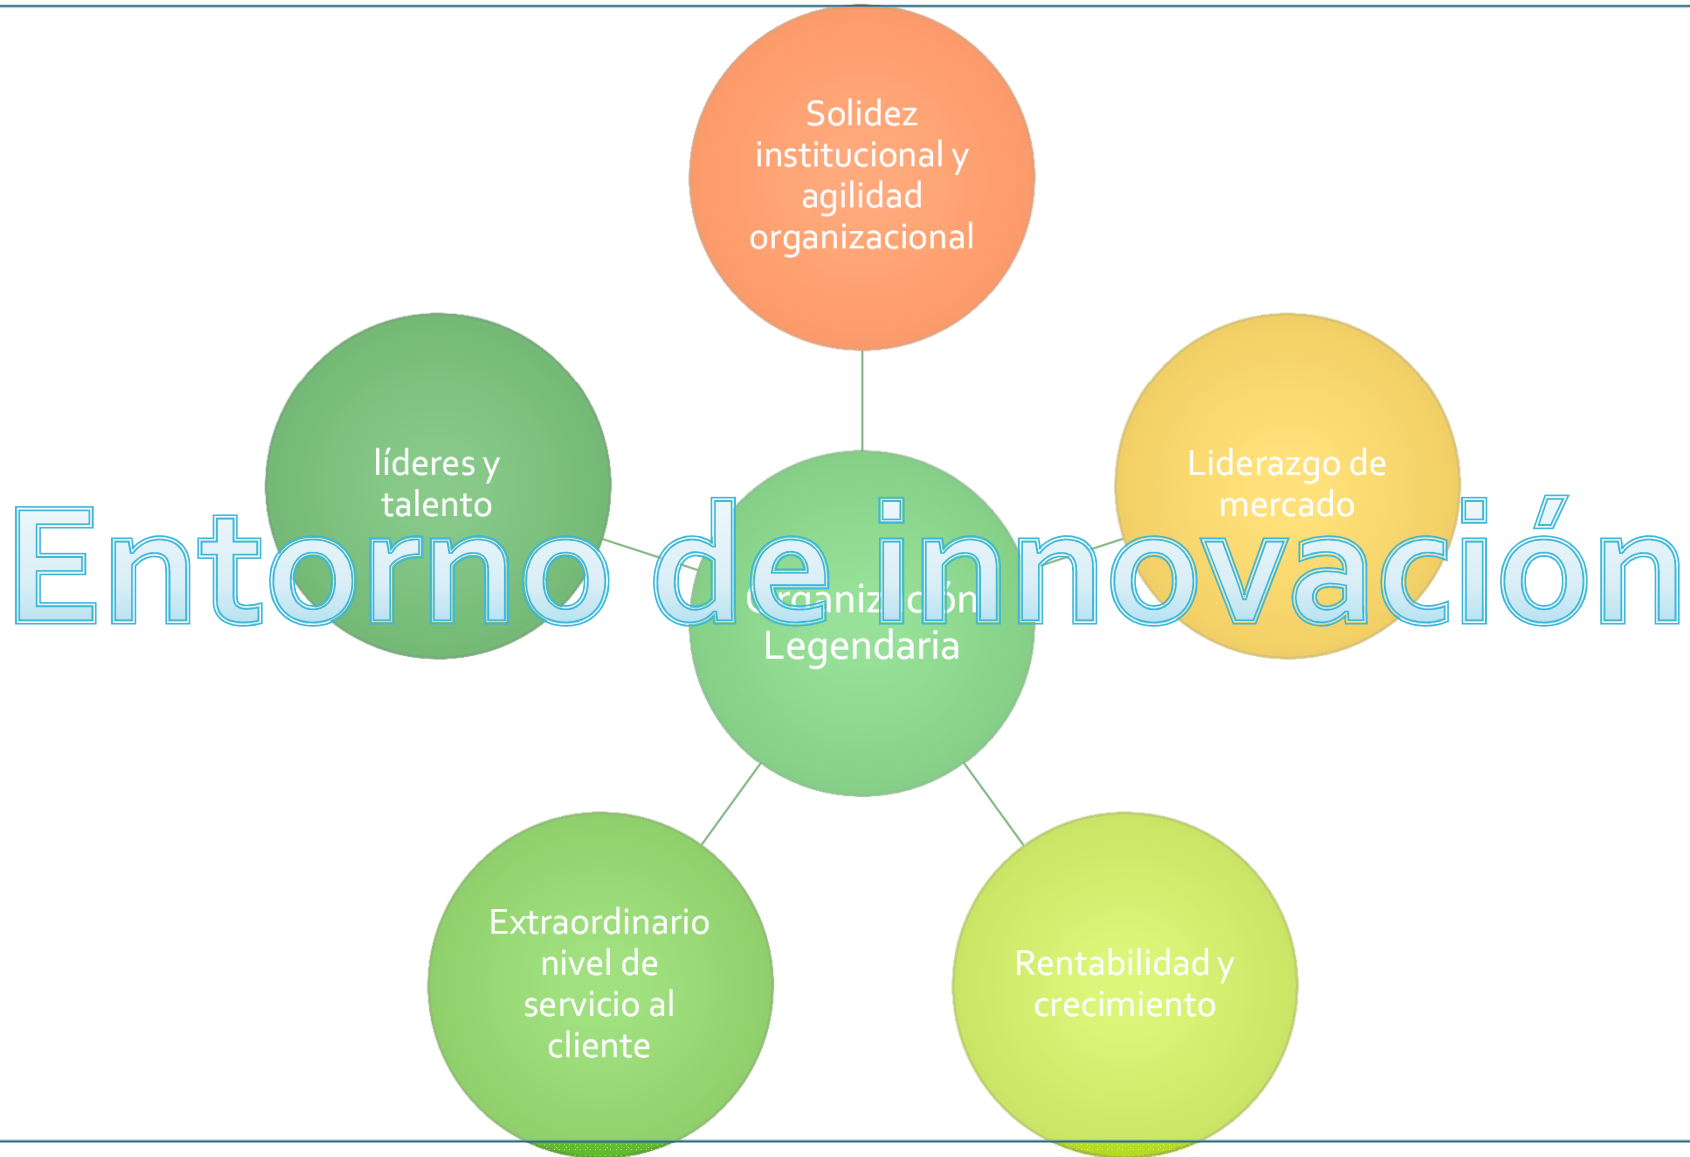 Solidez
institucional y
agilidad
organizacional
líderes y
talento
Liderazgo de
mercado
Entorno de innovación
Organización
Legendaria
Extraordinario
nivel de
servicio al
cliente
Rentabilidad y
crecimiento